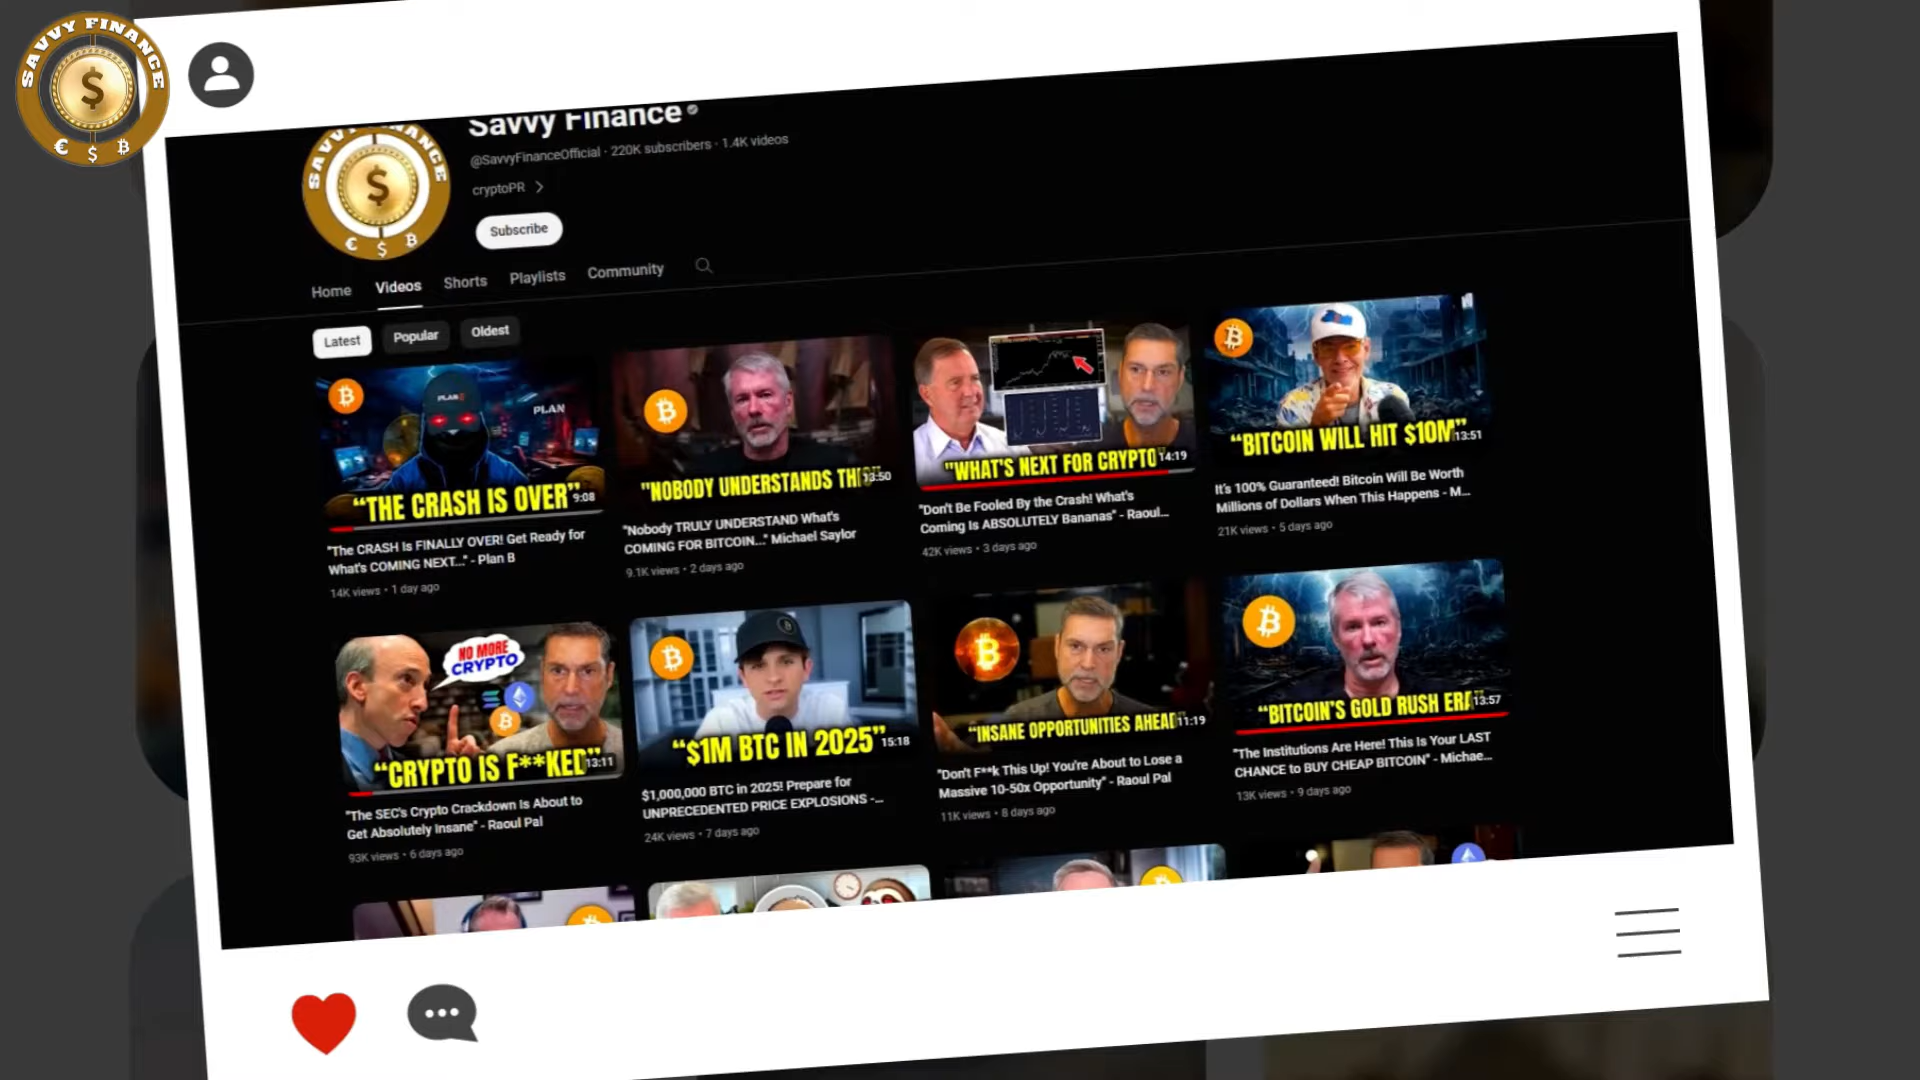 SAVVY FINANCE
$
€ $ B
SAVVY FINANCE
$
€ $ B
Savvy Finance
@SavvyFinanceOfficial · 220K subscribers · 1.4K videos
cryptoPR >
Subscribe
Home Videos Shorts Playlists Community
Latest Popular Oldest
PLAN B
PLAN
"THE CRASH IS OVER" 9:08
"The CRASH Is FINALLY OVER! Get Ready for
What's COMING NEXT..." - Plan B
14K views • 1 day ago
"NOBODY UNDERSTANDS THI 13:50
"Nobody TRULY UNDERSTAND What's
COMING FOR BITCOIN..." Michael Saylor
9.1K views • 2 days ago
"WHAT'S NEXT FOR CRYPTO 14:19
"Don't Be Fooled By the Crash! What's
Coming Is ABSOLUTELY Bananas" - Raoul...
42K views • 3 days ago
"BITCOIN WILL HIT $10M" 13:51
It's 100% Guaranteed! Bitcoin Will Be Worth
Millions of Dollars When This Happens - M...
21K views • 5 days ago
NO MORE
CRYPTO
"CRYPTO IS F**KED" 13:11
"The SEC's Crypto Crackdown Is About to
Get Absolutely Insane" - Raoul Pal
93K views • 6 days ago
"$1M BTC IN 2025" 15:18
$1,000,000 BTC in 2025! Prepare for
UNPRECEDENTED PRICE EXPLOSIONS -...
24K views • 7 days ago
"INSANE OPPORTUNITIES AHEAD 11:19
"Don't F**k This Up! You're About to Lose a
Massive 10-50x Opportunity" - Raoul Pal
11K views • 8 days ago
"BITCOIN'S GOLD RUSH ERA 13:57
"The Institutions Are Here! This Is Your LAST
CHANCE to BUY CHEAP BITCOIN" - Michae...
13K views • 9 days ago